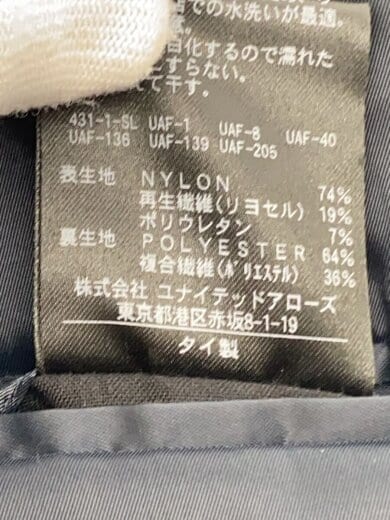 での水洗いが最適。
白化するので濡れた
こすらない。
て干す。
431-1-SL UAF-1 UAF-8 UAF-40
UAF-136 UAF-139 UAF-205
表生地 NYLON 74%
再生繊維(リヨセル) 19%
ポリウレタン 7%
裏生地 POLYESTER 64%
複合繊維(ポリエステル) 36%
株式会社 ユナイテッドアローズ
東京都港区赤坂8-1-19
タイ製